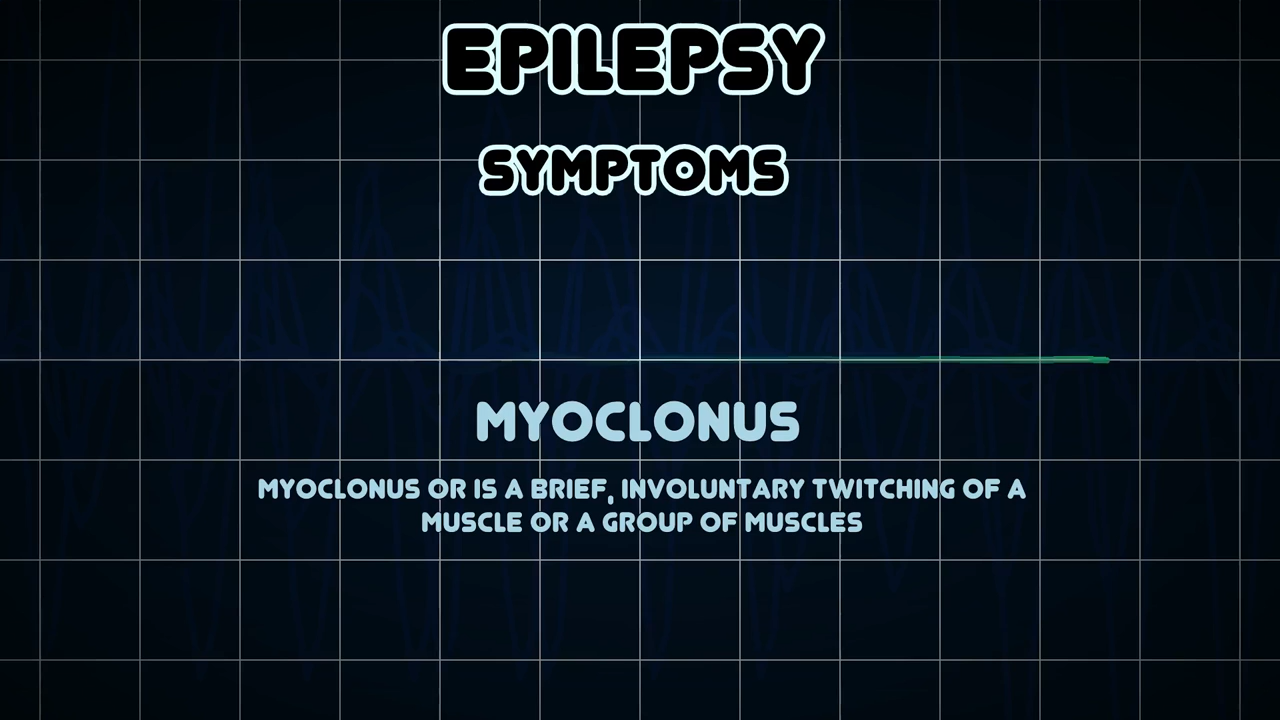 EPILEPSY
SYMPTOMS
MYOCLONUS
MYOCLONUS OR IS A BRIEF, INVOLUNTARY TWITCHING OF A
MUSCLE OR A GROUP OF MUSCLES